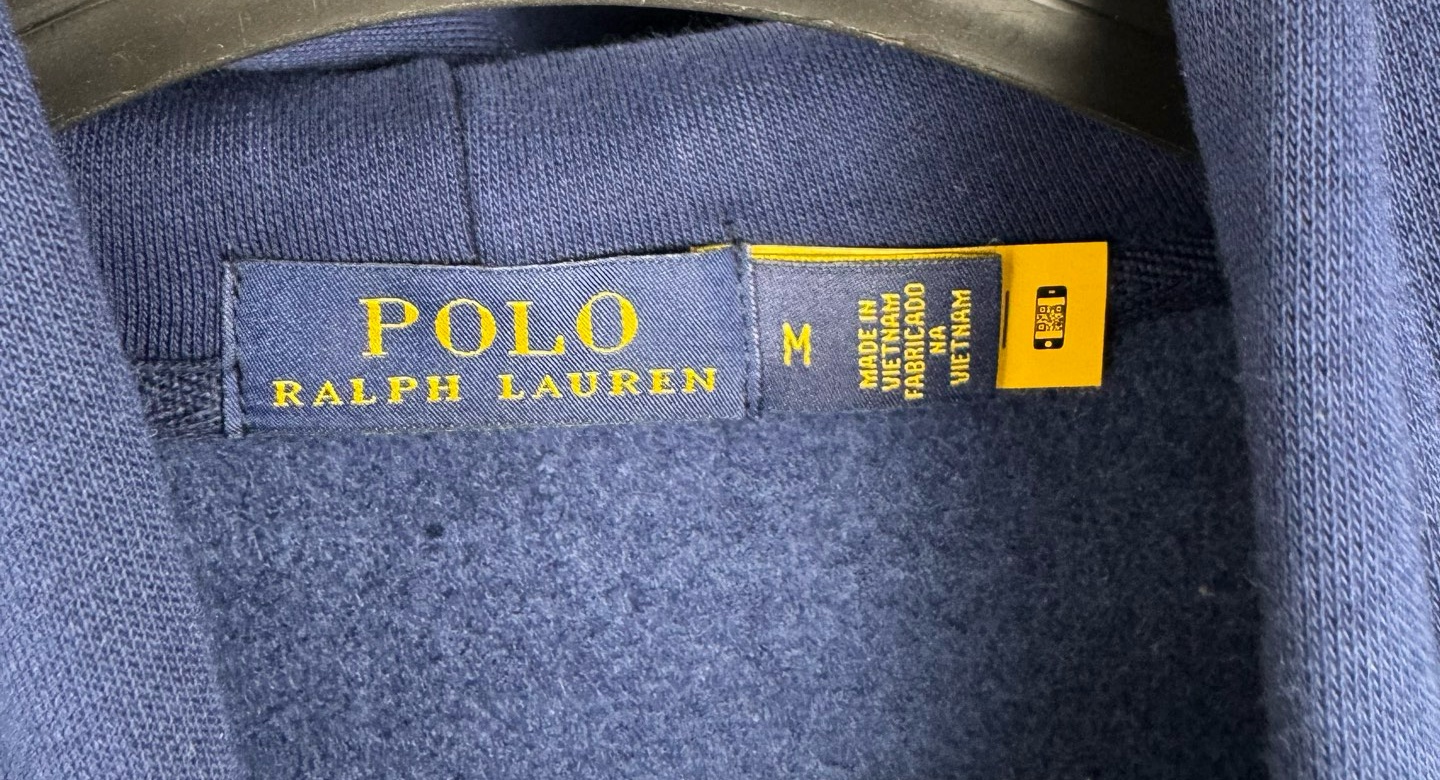 POLO
RALPH LAUREN
M
MADE IN
VIETNAM
FABRICADO
NA
VIETNAM